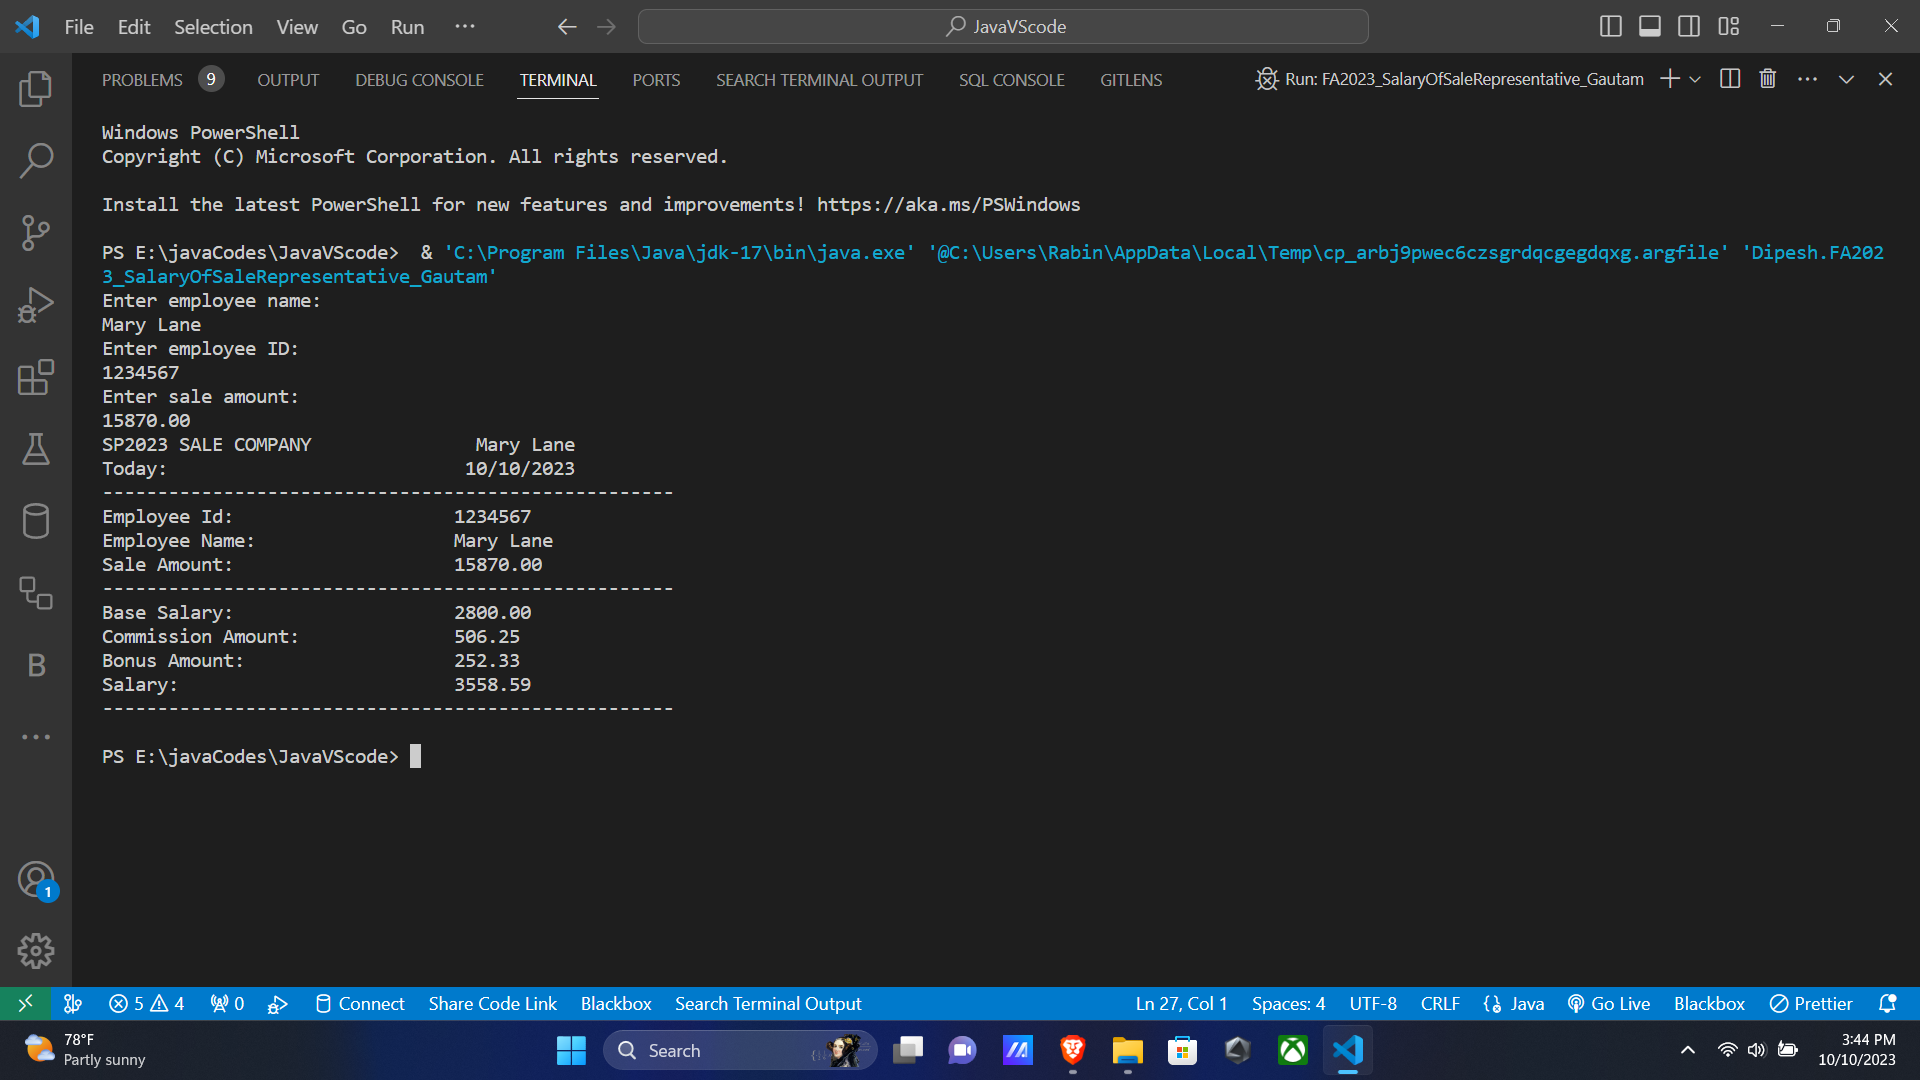 File Edit Selection View Go Run ··· JavaVScode
PROBLEMS 9 OUTPUT DEBUG CONSOLE TERMINAL PORTS SEARCH TERMINAL OUTPUT SQL CONSOLE GITLENS Run: FA2023_SalaryOfSaleRepresentative_Gautam
Windows PowerShell
Copyright (C) Microsoft Corporation. All rights reserved.
Install the latest PowerShell for new features and improvements! https://aka.ms/PSWindows
PS E:\javaCodes\JavaVScode>  & 'C:\Program Files\Java\jdk-17\bin\java.exe' '@C:\Users\Rabin\AppData\Local\Temp\cp_arbj9pwec6czsgrdqcgegdqxg.argfile' 'Dipesh.FA202
3_SalaryOfSaleRepresentative_Gautam'
Enter employee name:
Mary Lane
Enter employee ID:
1234567
Enter sale amount:
15870.00
SP2023 SALE COMPANY               Mary Lane
Today:                           10/10/2023
----------------------------------------------------
Employee Id:                    1234567
Employee Name:                  Mary Lane
Sale Amount:                    15870.00
----------------------------------------------------
Base Salary:                    2800.00
Commission Amount:              506.25
Bonus Amount:                   252.33
Salary:                         3558.59
----------------------------------------------------
PS E:\javaCodes\JavaVScode>
B
1
5 4 0 Connect Share Code Link Blackbox Search Terminal Output Ln 27, Col 1 Spaces: 4 UTF-8 CRLF {} Java Go Live Blackbox Prettier
78°F
Partly sunny
Search
3:44 PM
10/10/2023